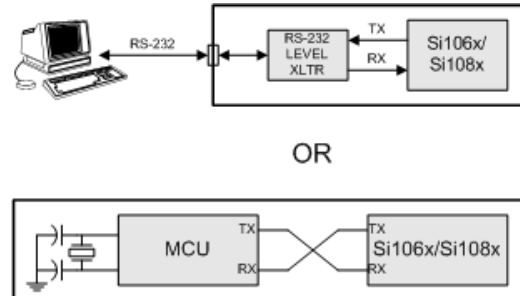 RS-232
RS-232
LEVEL
XLTR
TX
RX
Si106x/
Si108x
OR
MCU
TX
RX
TX
Si106x/Si108x
RX